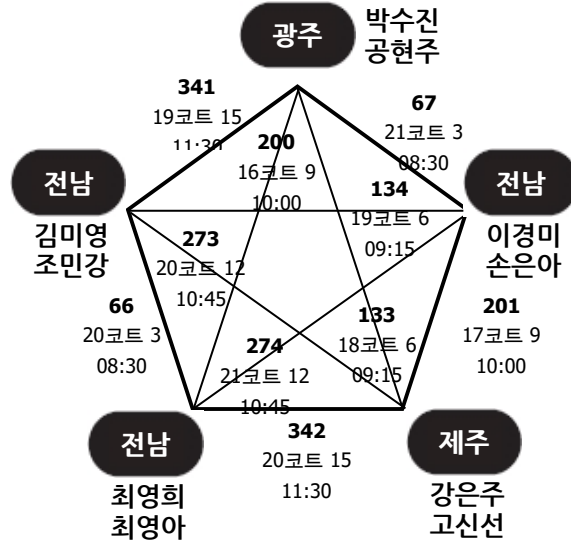 광주
박수진
공현주
341
19코트 15
11:30
67
21코트 3
08:30
200
16코트 9
10:00
134
19코트 6
09:15
전남
김미영
조민강
전남
이경미
손은아
273
20코트 12
10:45
66
20코트 3
08:30
201
17코트 9
10:00
133
18코트 6
09:15
274
21코트 12
10:45
342
20코트 15
11:30
전남
최영희
최영아
제주
강은주
고신선